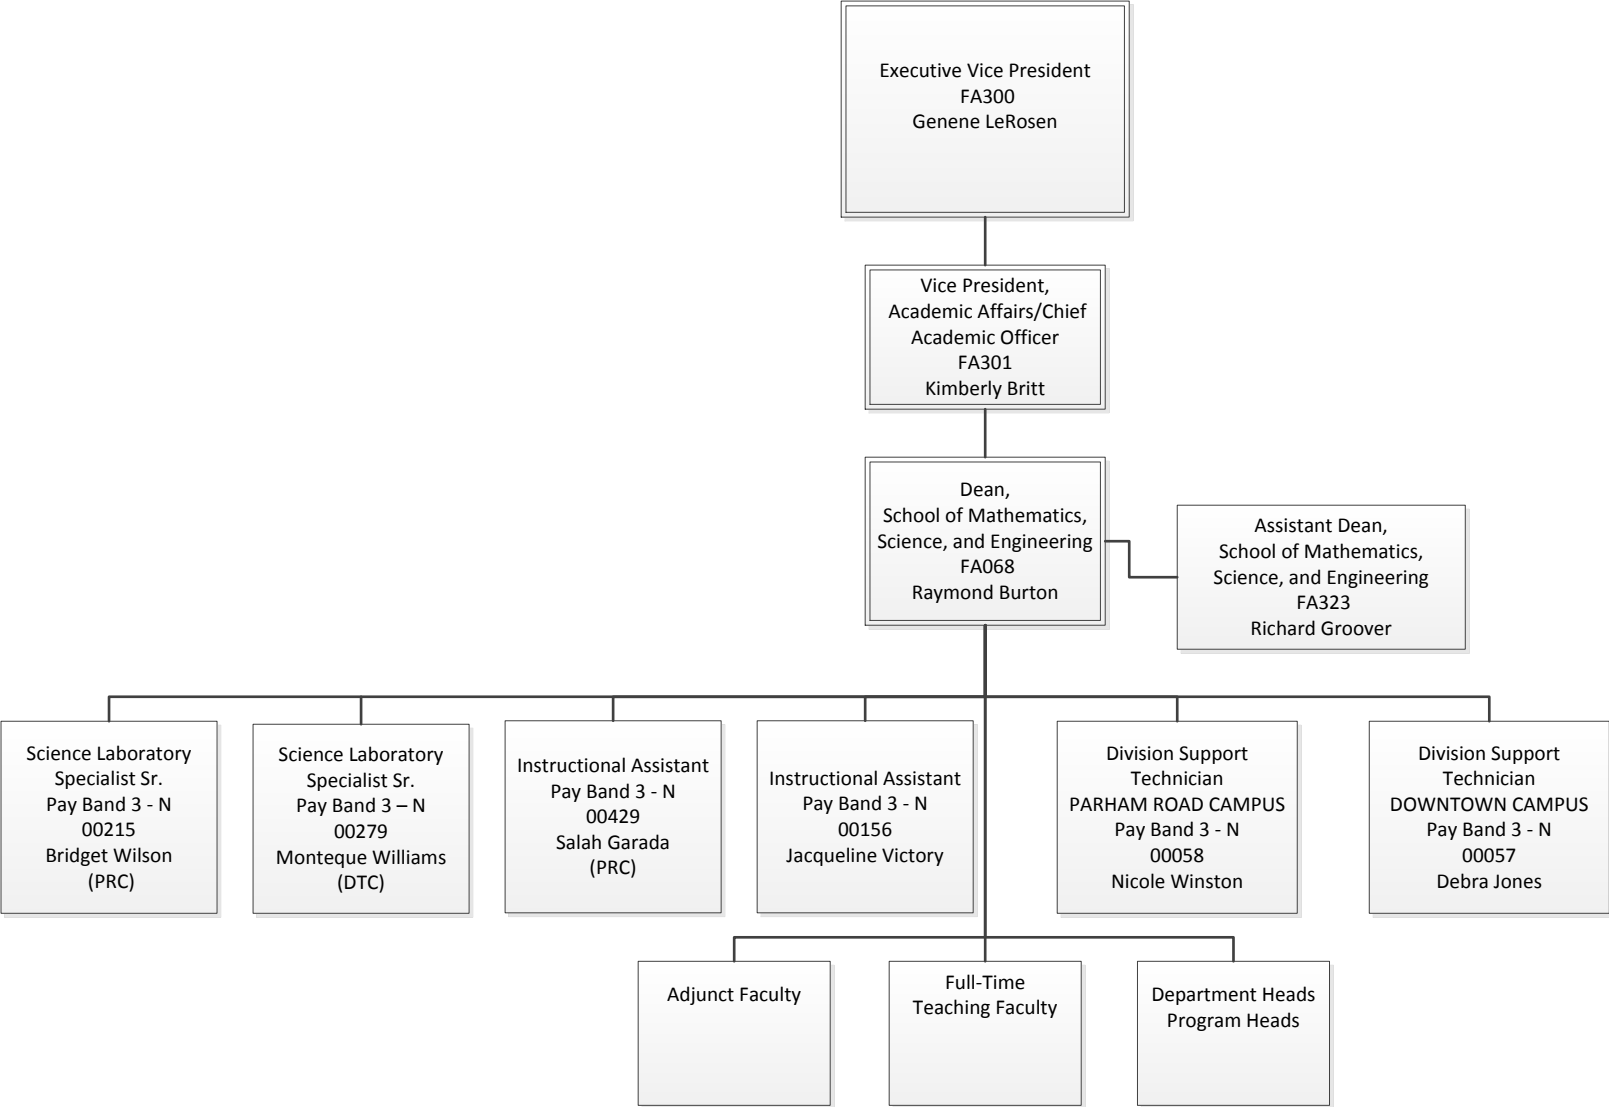 Executive Vice President
FA300
Genene LeRosen
Vice President,
Academic Affairs/Chief
Academic Officer
FA301
Kimberly Britt
Dean,
School of Mathematics,
Science, and Engineering
FA068
Raymond Burton
Assistant Dean,
School of Mathematics,
Science, and Engineering
FA323
Richard Groover
Science Laboratory
Specialist Sr.
Pay Band 3 - N
00215
Bridget Wilson
(PRC)
Science Laboratory
Specialist Sr.
Pay Band 3 – N
00279
Monteque Williams
(DTC)
Instructional Assistant
Pay Band 3 - N
00429
Salah Garada
(PRC)
Instructional Assistant
Pay Band 3 - N
00156
Jacqueline Victory
Division Support
Technician
PARHAM ROAD CAMPUS
Pay Band 3 - N
00058
Nicole Winston
Division Support
Technician
DOWNTOWN CAMPUS
Pay Band 3 - N
00057
Debra Jones
Adjunct Faculty
Full-Time
Teaching Faculty
Department Heads
Program Heads